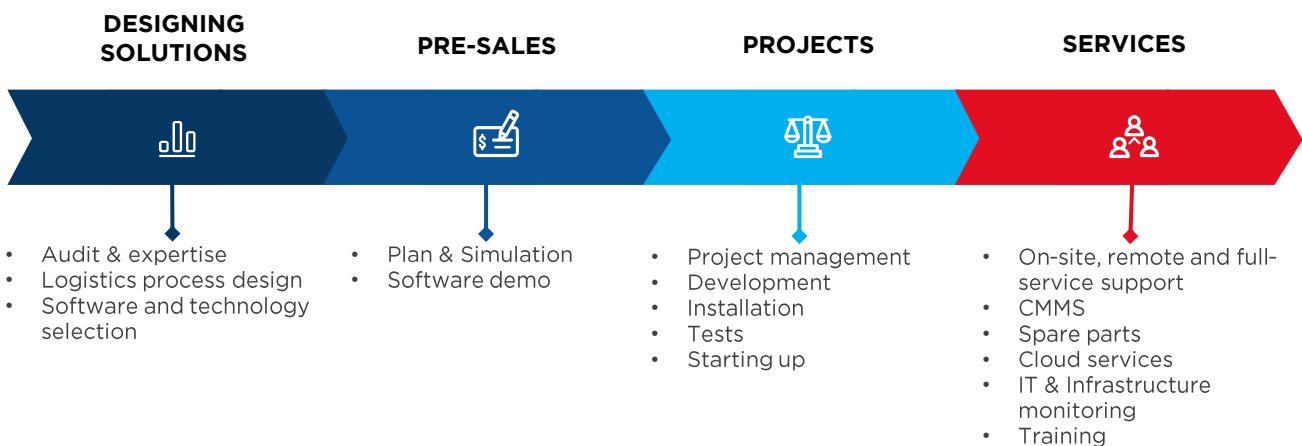 DESIGNING
SOLUTIONS
PRE-SALES
PROJECTS
SERVICES
$
• Audit & expertise
• Logistics process design
• Software and technology
selection
• Plan & Simulation
• Software demo
• Project management
• Development
• Installation
• Tests
• Starting up
• On-site, remote and full-
service support
• CMMS
• Spare parts
• Cloud services
• IT & Infrastructure
monitoring
• Training